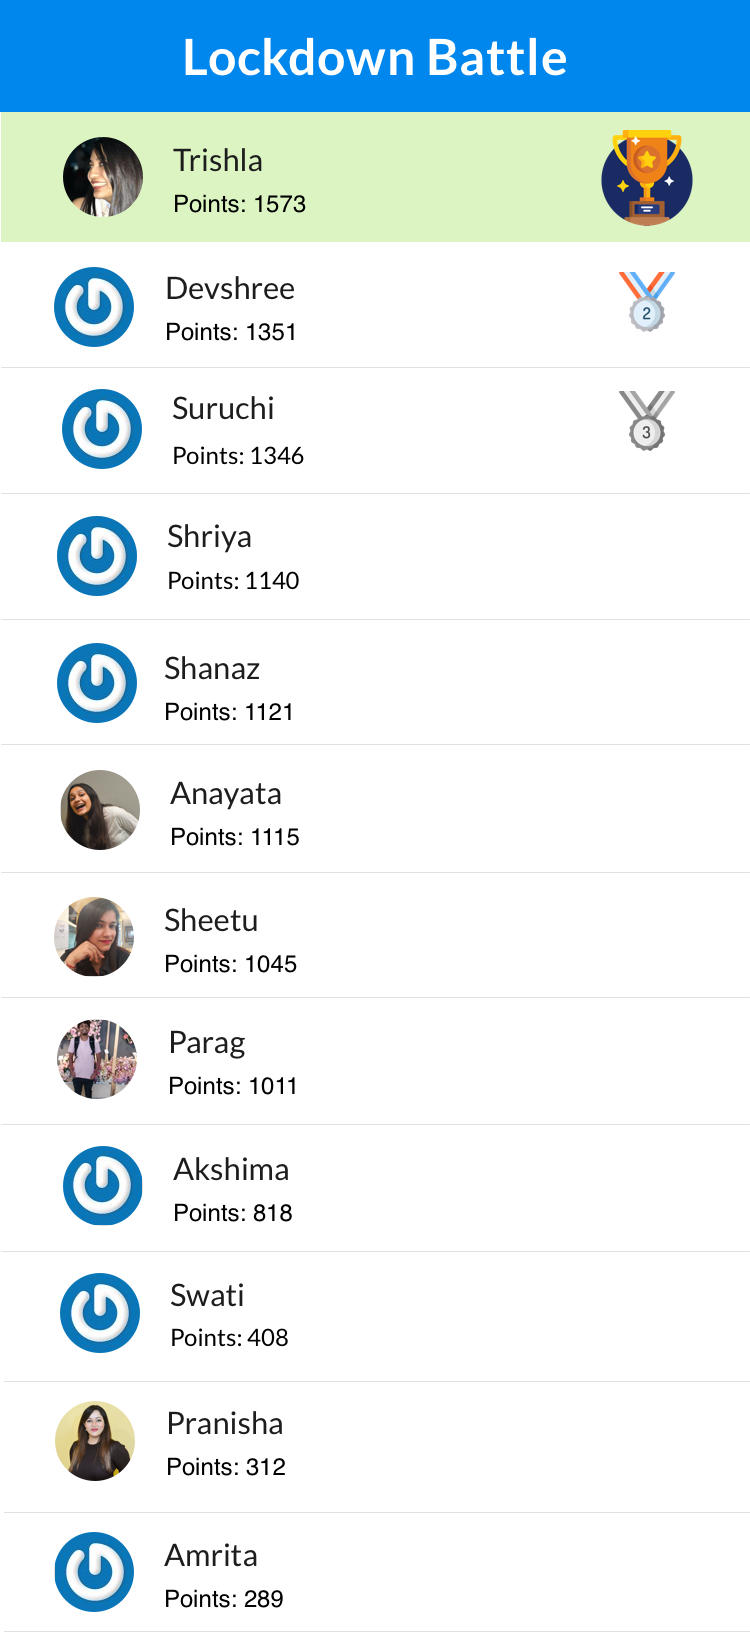 Lockdown Battle
Trishla
Points: 1573
Devshree
Points: 1351
2
Suruchi
Points: 1346
3
Shriya
Points: 1140
Shanaz
Points: 1121
Anayata
Points: 1115
Sheetu
Points: 1045
Parag
Points: 1011
Akshima
Points: 818
Swati
Points: 408
Pranisha
Points: 312
Amrita
Points: 289